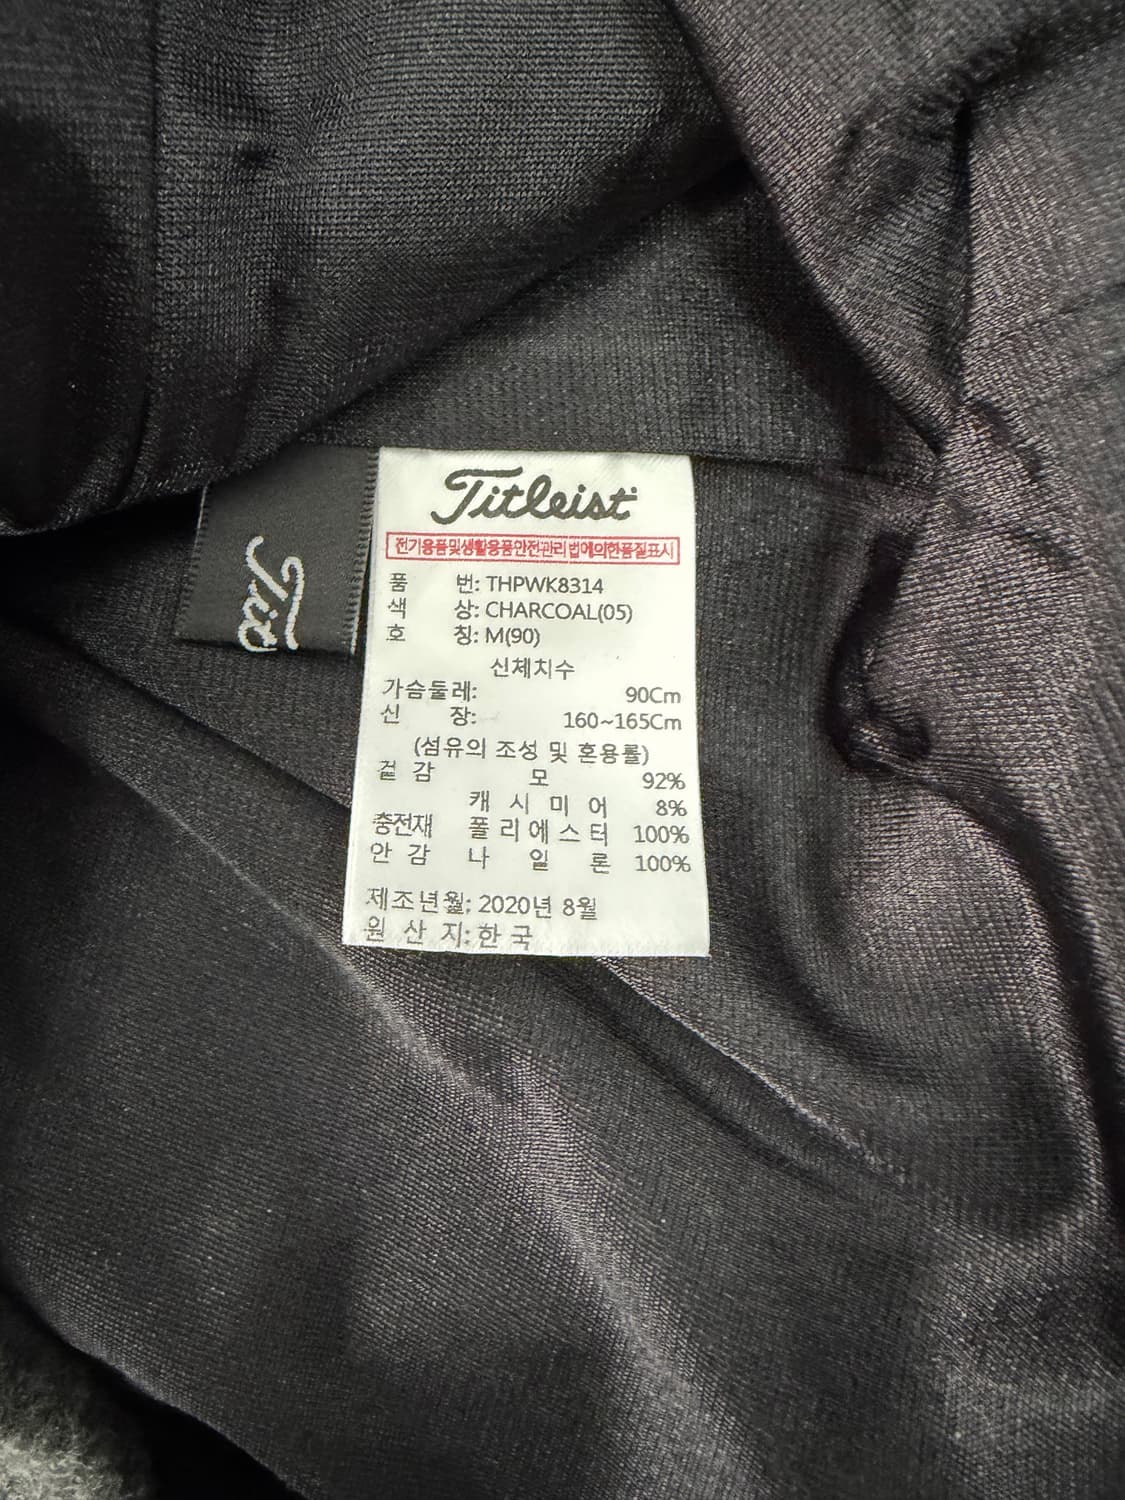 Titleist
전기용품및생활용품안전관리법에의한품질표시
품 번: THPWK8314
색 상: CHARCOAL(05)
호 칭: M(90)
신체치수
가슴둘레: 90Cm
신 장: 160~165Cm
(섬유의 조성 및 혼용률)
겉 감 모 92%
캐 시 미 어 8%
충전재 폴 리 에 스 터 100%
안 감 나 일 론 100%
제조년월: 2020년 8월
원 산 지: 한 국